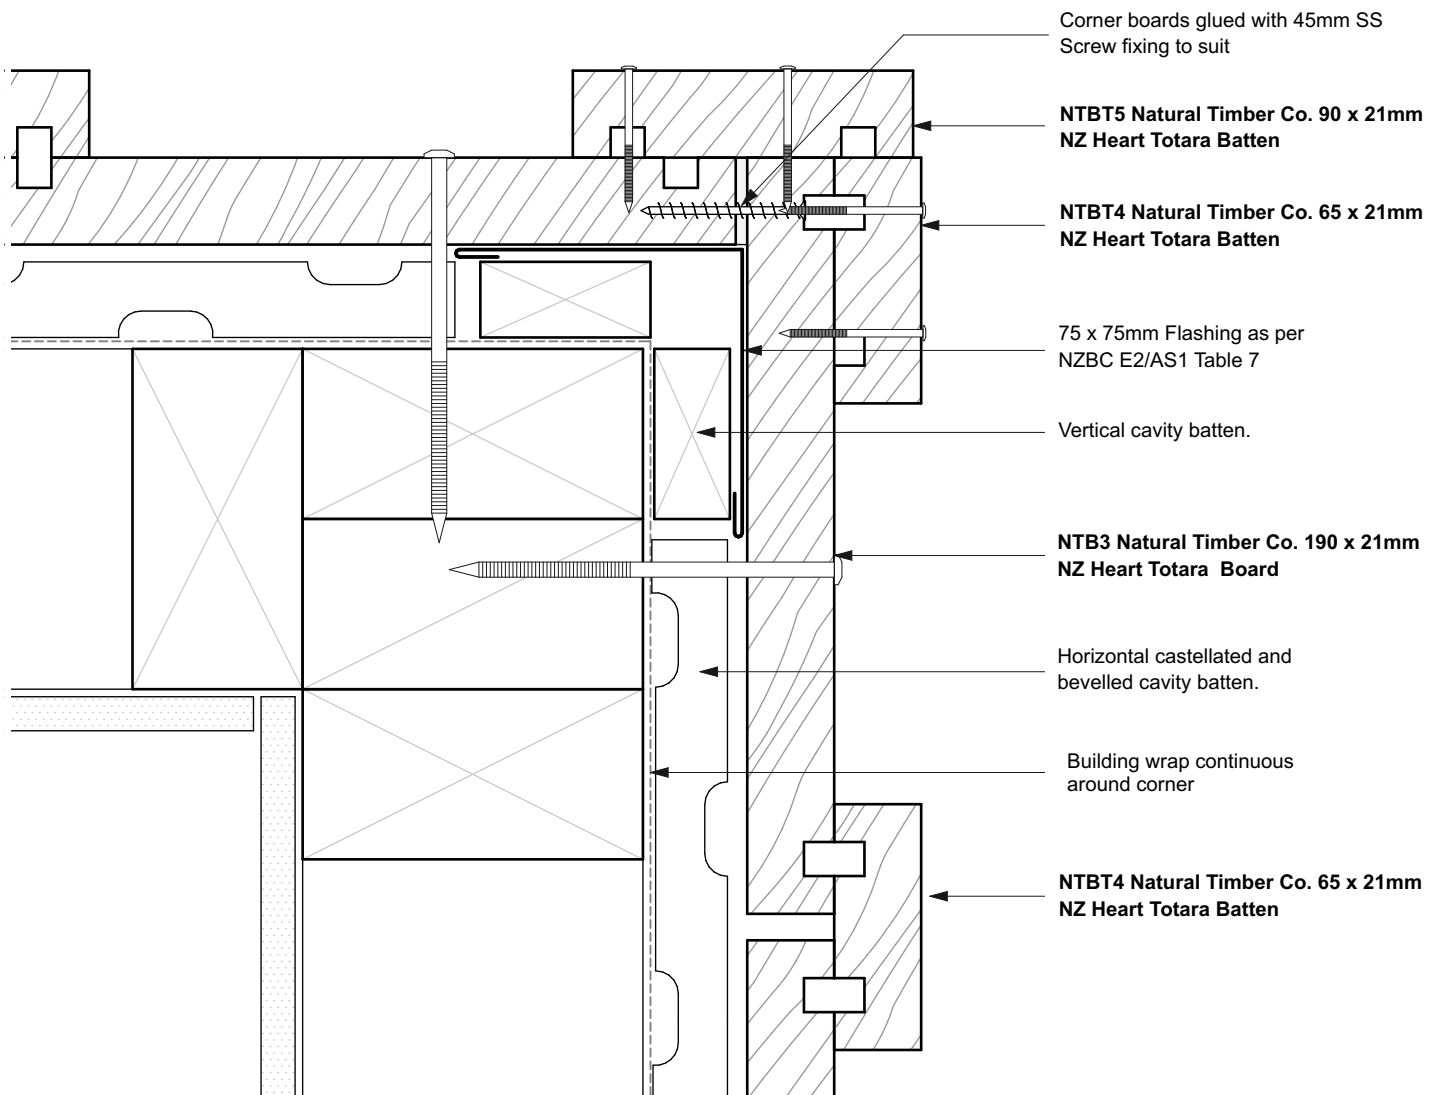 Corner boards glued with 45mm SS
Screw fixing to suit
NTBT5 Natural Timber Co. 90 x 21mm
NZ Heart Totara Batten
NTBT4 Natural Timber Co. 65 x 21mm
NZ Heart Totara Batten
75 x 75mm Flashing as per
NZBC E2/AS1 Table 7
Vertical cavity batten.
NTB3 Natural Timber Co. 190 x 21mm
NZ Heart Totara Board
Horizontal castellated and
bevelled cavity batten.
Building wrap continuous
around corner
NTBT4 Natural Timber Co. 65 x 21mm
NZ Heart Totara Batten